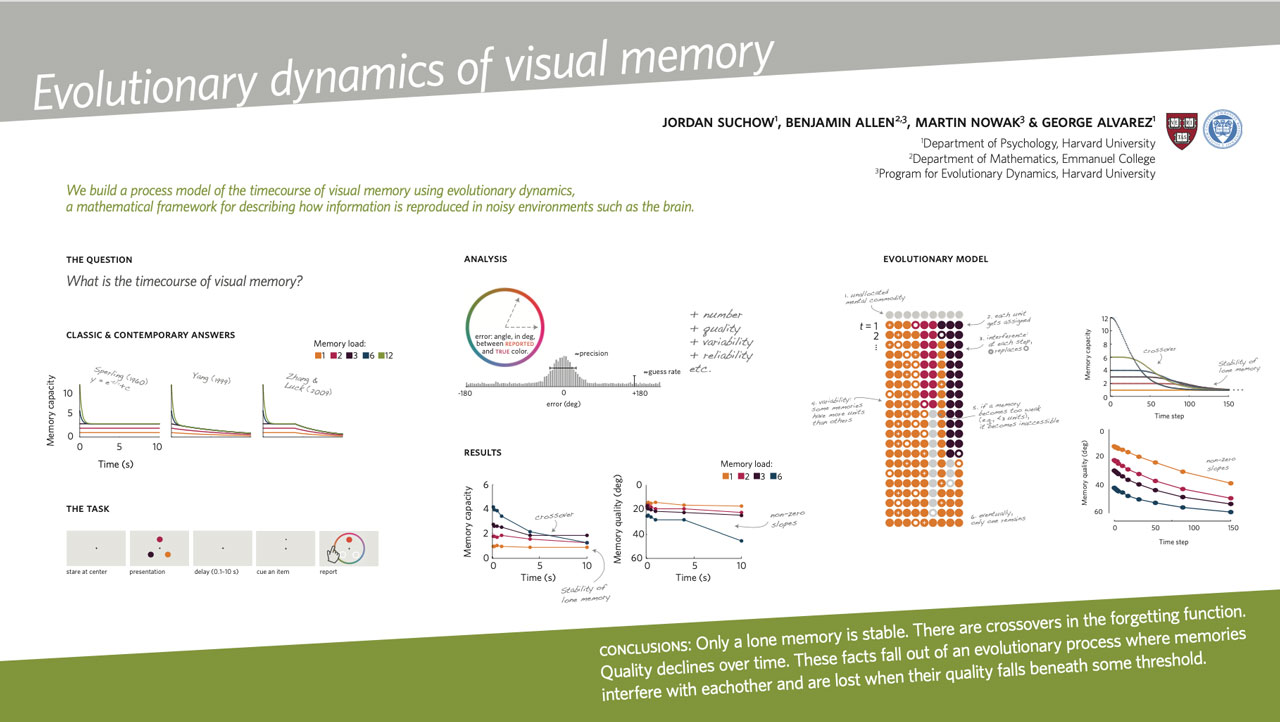 Evolutionary dynamics of visual memory
JORDAN SUCHOW¹, BENJAMIN ALLEN²,³, MARTIN NOWAK³ & GEORGE ALVAREZ¹
¹Department of Psychology, Harvard University
²Department of Mathematics, Emmanuel College
³Program for Evolutionary Dynamics, Harvard University
We build a process model of the timecourse of visual memory using evolutionary dynamics,
a mathematical framework for describing how information is reproduced in noisy environments such as the brain.
THE QUESTION
What is the timecourse of visual memory?
CLASSIC & CONTEMPORARY ANSWERS
Memory load:
1 2 3 6 12
Sperling (1960)
Yang (1999)
Zhang &
Luck (2009)
Memory capacity
10
5
0
0 5 10
Time (s)
THE TASK
stare at center
presentation
delay (0.1–10 s)
cue an item
report
ANALYSIS
error: angle, in deg,
between REPORTED
and TRUE color.
=precision
=guess rate
-180 0 +180
error (deg)
+ number
+ quality
+ variability
+ reliability
etc.
RESULTS
Memory load:
1 2 3 6
Memory capacity
6
4
2
0
0 5 10
Time (s)
crossover
Stability of
lone memory
Memory quality (deg)
0
20
40
60
0 5 10
Time (s)
non-zero
slopes
EVOLUTIONARY MODEL
1. unallocated
mental commodity
t = 1
2
⋮
2. each unit
gets assigned
3. interference:
at each step,
replaces
4. variability:
some memories
have more units
than others
5. if a memory
becomes too weak
(e.g., <3 units),
it becomes inaccessible
6. eventually,
only one remains
Memory capacity
12
10
8
6
4
2
0
0 50 100 150
Time step
crossover
Stability of
lone memory
Memory quality (deg)
0
20
40
60
0 50 100 150
Time step
non-zero
slopes
CONCLUSIONS: Only a lone memory is stable. There are crossovers in the forgetting function.
Quality declines over time. These facts fall out of an evolutionary process where memories
interfere with eachother and are lost when their quality falls beneath some threshold.